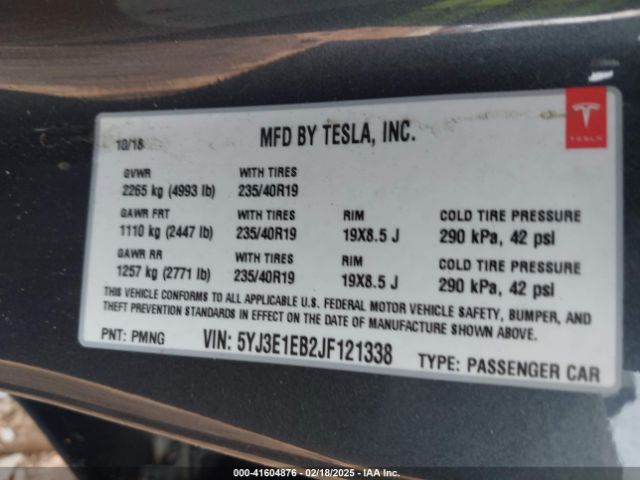 10/18 MFD BY TESLA, INC.
TESLA
GVWR WITH TIRES
2265 kg (4993 lb) 235/40R19
GAWR FRT WITH TIRES RIM COLD TIRE PRESSURE
1110 kg (2447 lb) 235/40R19 19X8.5 J 290 kPa, 42 psi
GAWR RR WITH TIRES RIM COLD TIRE PRESSURE
1257 kg (2771 lb) 235/40R19 19X8.5 J 290 kPa, 42 psi
THIS VEHICLE CONFORMS TO ALL APPLICABLE U.S. FEDERAL MOTOR VEHICLE SAFETY, BUMPER, AND
THEFT PREVENTION STANDARDS IN EFFECT ON THE DATE OF MANUFACTURE SHOWN ABOVE.
PNT: PMNG VIN: 5YJ3E1EB2JF121338 TYPE: PASSENGER CAR
000-41604876 | 02/18/2025 - IAA Inc.